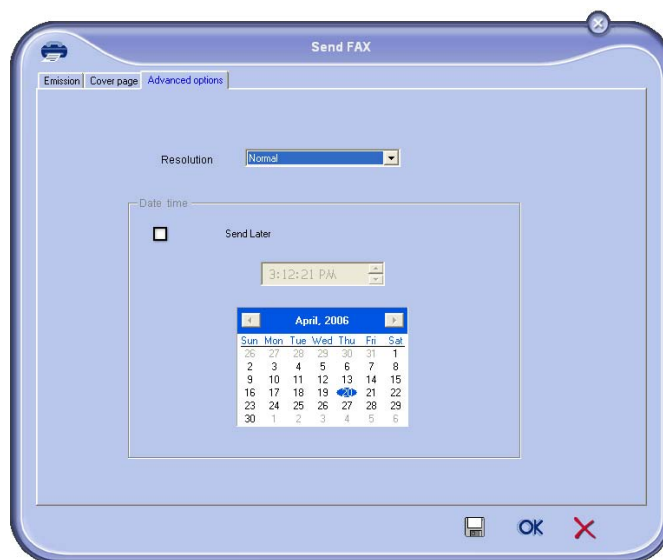 Send FAX
Emission Cover page Advanced options
Resolution Normal
Date time
Send Later
3:12:21 PM
April, 2006
Sun Mon Tue Wed Thu Fri Sat
26 27 28 29 30 31 1
2 3 4 5 6 7 8
9 10 11 12 13 14 15
16 17 18 19 20 21 22
23 24 25 26 27 28 29
30 1 2 3 4 5 6
OK